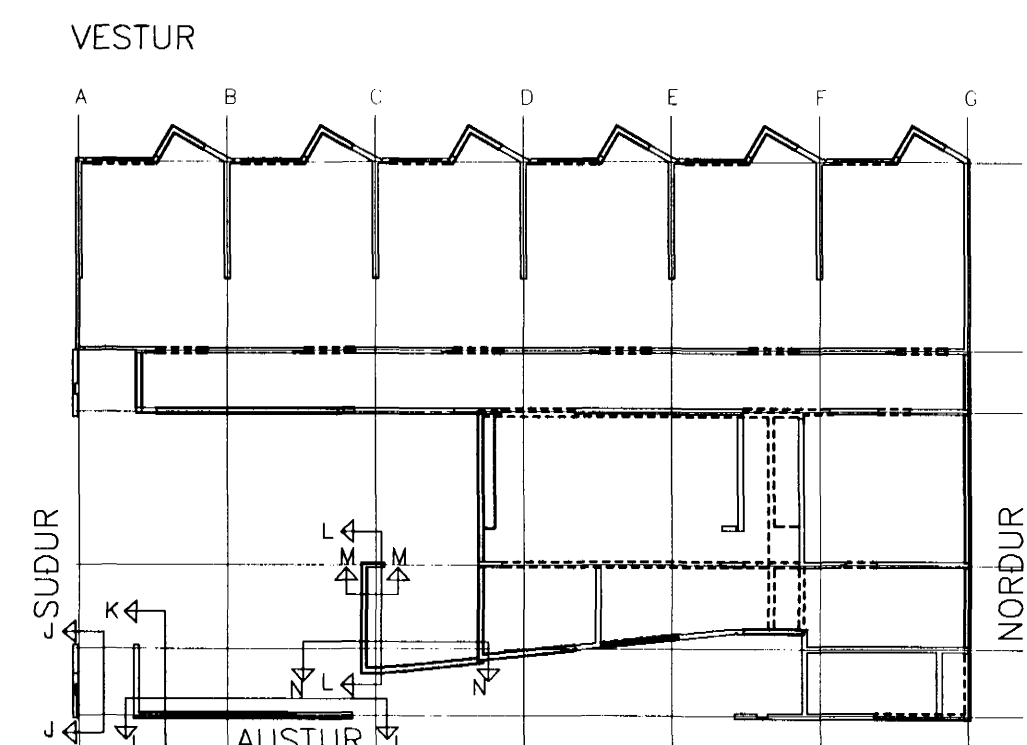 VESTUR
A B C D E F G
SUÐUR
NORÐUR
L
M M
K
J
N L N
J
AUSTUR